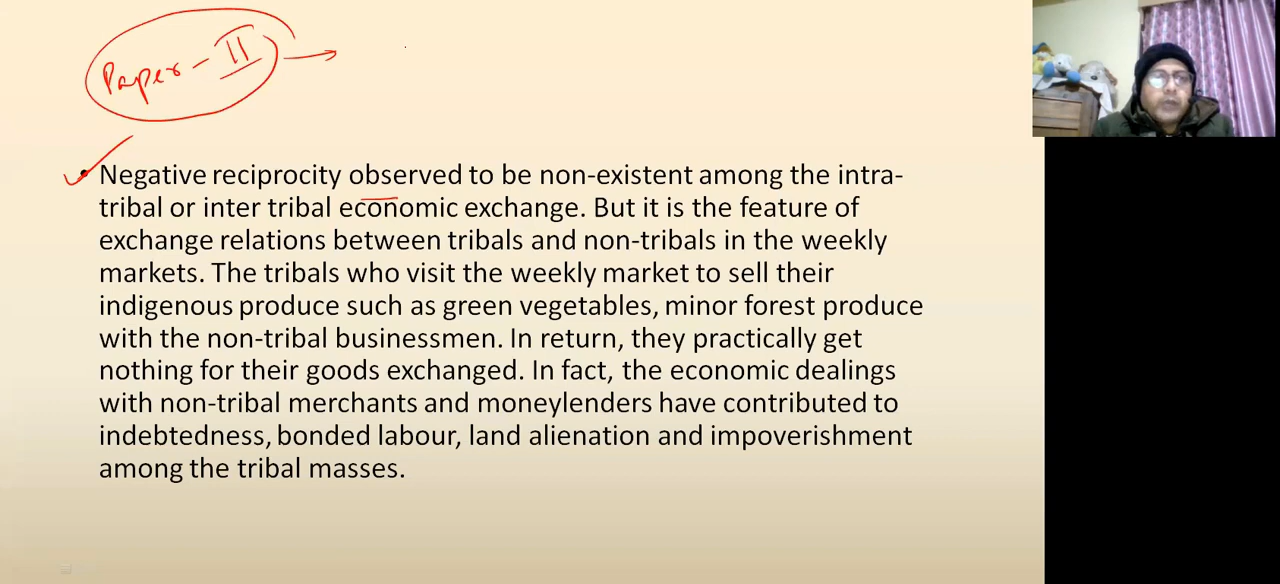 Paper - II →
Negative reciprocity observed to be non-existent among the intra-
tribal or inter tribal economic exchange. But it is the feature of
exchange relations between tribals and non-tribals in the weekly
markets. The tribals who visit the weekly market to sell their
indigenous produce such as green vegetables, minor forest produce
with the non-tribal businessmen. In return, they practically get
nothing for their goods exchanged. In fact, the economic dealings
with non-tribal merchants and moneylenders have contributed to
indebtedness, bonded labour, land alienation and impoverishment
among the tribal masses.